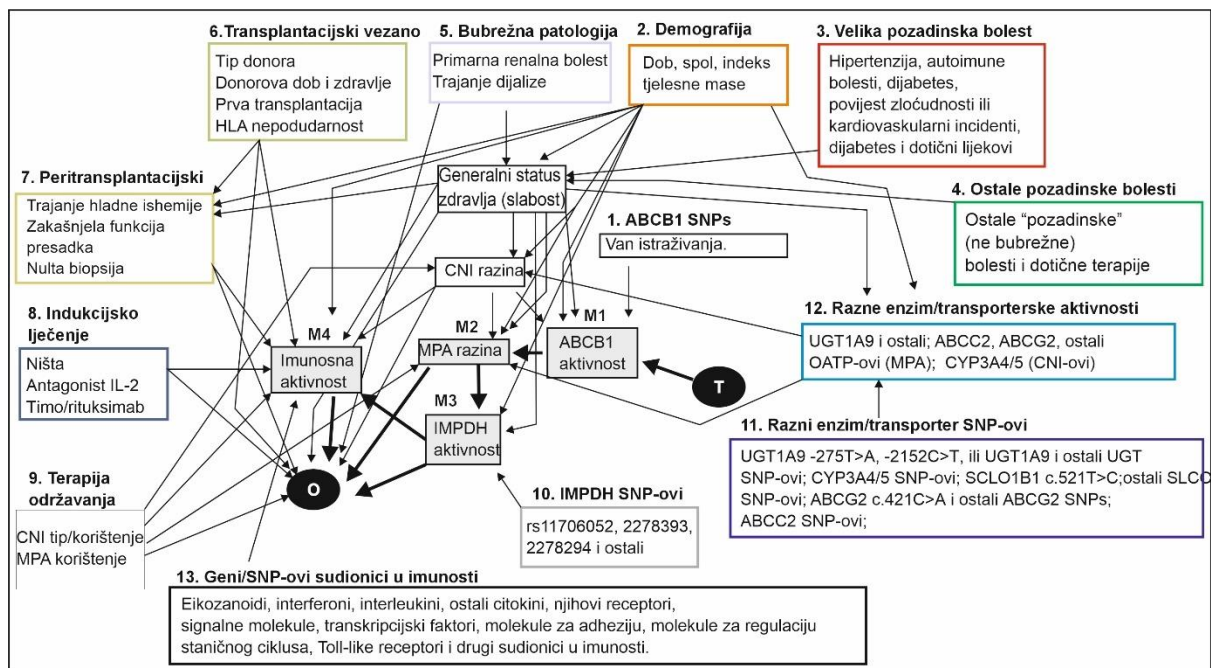 6.Transplantacijski vezano
Tip donora
Donorova dob i zdravlje
Prva transplantacija
HLA nepodudarnost
5. Bubrežna patologija
Primarna renalna bolest
Trajanje dijalize
2. Demografija
Dob, spol, indeks
tjelesne mase
3. Velika pozadinska bolest
Hipertenzija, autoimune
bolesti, dijabetes,
povijest zloćudnosti ili
kardiovaskularni incidenti,
dijabetes i dotični lijekovi
7. Peritransplantacijski
Trajanje hladne ishemije
Zakašnjela funkcija
presadka
Nulta biopsija
Generalni status
zdravlja (slabost)
1. ABCB1 SNPs
Van istraživanja.
4. Ostale pozadinske bolesti
Ostale “pozadinske”
(ne bubrežne)
bolesti i dotične terapije
CNI razina
8. Indukcijsko
lječenje
Ništa
Antagonist IL-2
Timo/rituksimab
M4
Imunosna
aktivnost
M2
MPA razina
M1
ABCB1
aktivnost
T
12. Razne enzim/transporterske aktivnosti
UGT1A9 i ostali; ABCC2, ABCG2, ostali
OATP-ovi (MPA); CYP3A4/5 (CNI-ovi)
M3
IMPDH
aktivnost
O
11. Razni enzim/transporter SNP-ovi
UGT1A9 -275T>A, -2152C>T, ili UGT1A9 i ostali UGT
SNP-ovi; CYP3A4/5 SNP-ovi; SCLO1B1 c.521T>C;ostali SLCO
SNP-ovi; ABCG2 c.421C>A i ostali ABCG2 SNPs;
ABCC2 SNP-ovi;
9. Terapija
održavanja
CNI tip/korištenje
MPA korištenje
10. IMPDH SNP-ovi
rs11706052, 2278393,
2278294 i ostali
13. Geni/SNP-ovi sudionici u imunosti
Eikozanoidi, interferoni, interleukini, ostali citokini, njihovi receptori,
signalne molekule, transkripcijski faktori, molekule za adheziju, molekule za regulaciju
staničnog ciklusa, Toll-like receptori i drugi sudionici u imunosti.